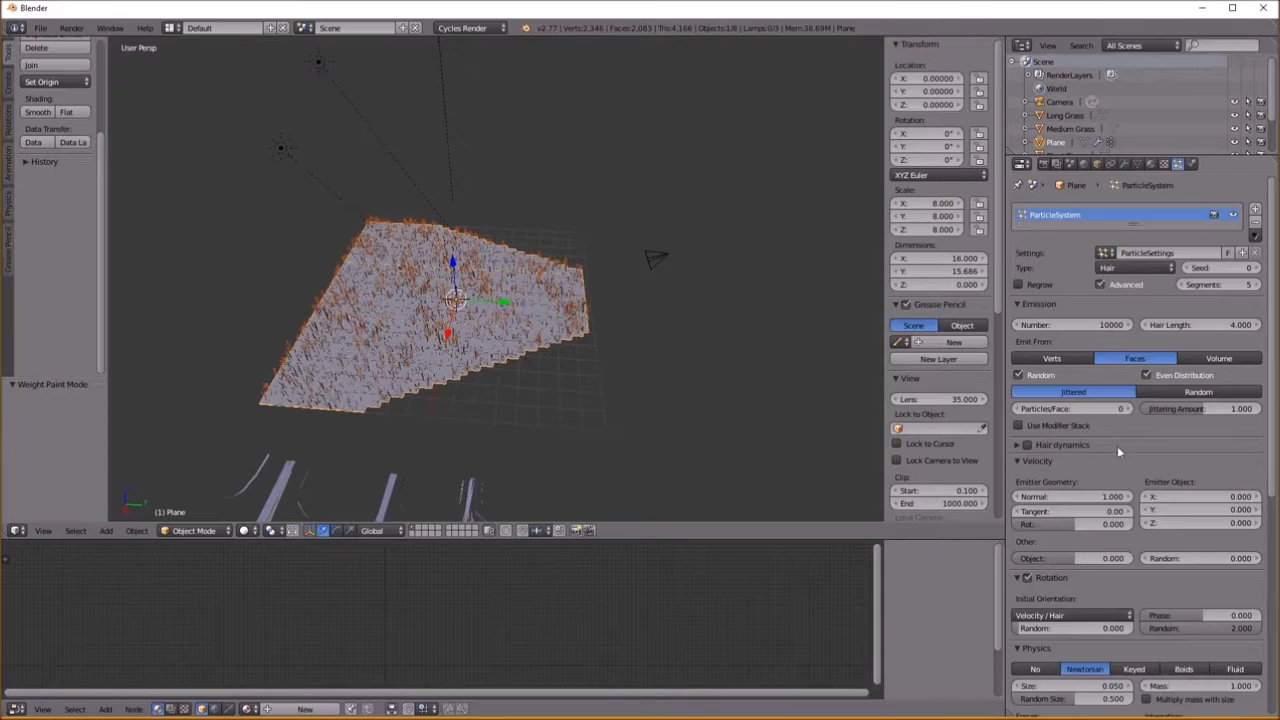 Blender
File Render Window Help Default Scene Cycles Render v2.77 | Verts:2,346 | Faces:2,083 | Tris:4,166 | Objects:1/8 | Lamps:0/3 | Mem:38.69M | Plane
View Search All Scenes
Tools Create Relations Animation Physics Grease Pencil
Delete
Join
Set Origin
Shading:
Smooth Flat
Data Transfer:
Data Data La
History
Weight Paint Mode
User Persp
(1) Plane
Transform
Location:
X: 0.00000
Y: 0.00000
Z: 0.00000
Rotation:
X: 0°
Y: 0°
Z: 0°
XYZ Euler
Scale:
X: 8.000
Y: 8.000
Z: 8.000
Dimensions:
X: 16.000
Y: 15.686
Z: 0.000
Grease Pencil
Scene Object
New
New Layer
View
Lens: 35.000
Lock to Object:
Lock to Cursor
Lock Camera to View
Clip:
Start: 0.100
End: 1000.000
Local Camera:
Scene
RenderLayers
World
Camera
Long Grass
Medium Grass
Plane
Plane ParticleSystem
ParticleSystem
Settings: ParticleSettings F
Type: Hair Seed: 0
Regrow Advanced Segments: 5
Emission
Number: 10000 Hair Length: 4.000
Emit From:
Verts Faces Volume
Random Even Distribution
Jittered Random
Particles/Face: 0 Jittering Amount: 1.000
Use Modifier Stack
Hair dynamics
Velocity
Emitter Geometry: Emitter Object:
Normal: 1.000 X: 0.000
Tangent: 0.00 Y: 0.000
Rot: 0.000 Z: 0.000
Other:
Object: 0.000 Random: 0.000
Rotation
Initial Orientation:
Velocity / Hair Phase: 0.000
Random: 0.000 Random: 2.000
Physics
No Newtonian Keyed Boids Fluid
Size: 0.050 Mass: 1.000
Random Size: 0.500 Multiply mass with size
View Select Add Object Object Mode Global
View Select Add Node New